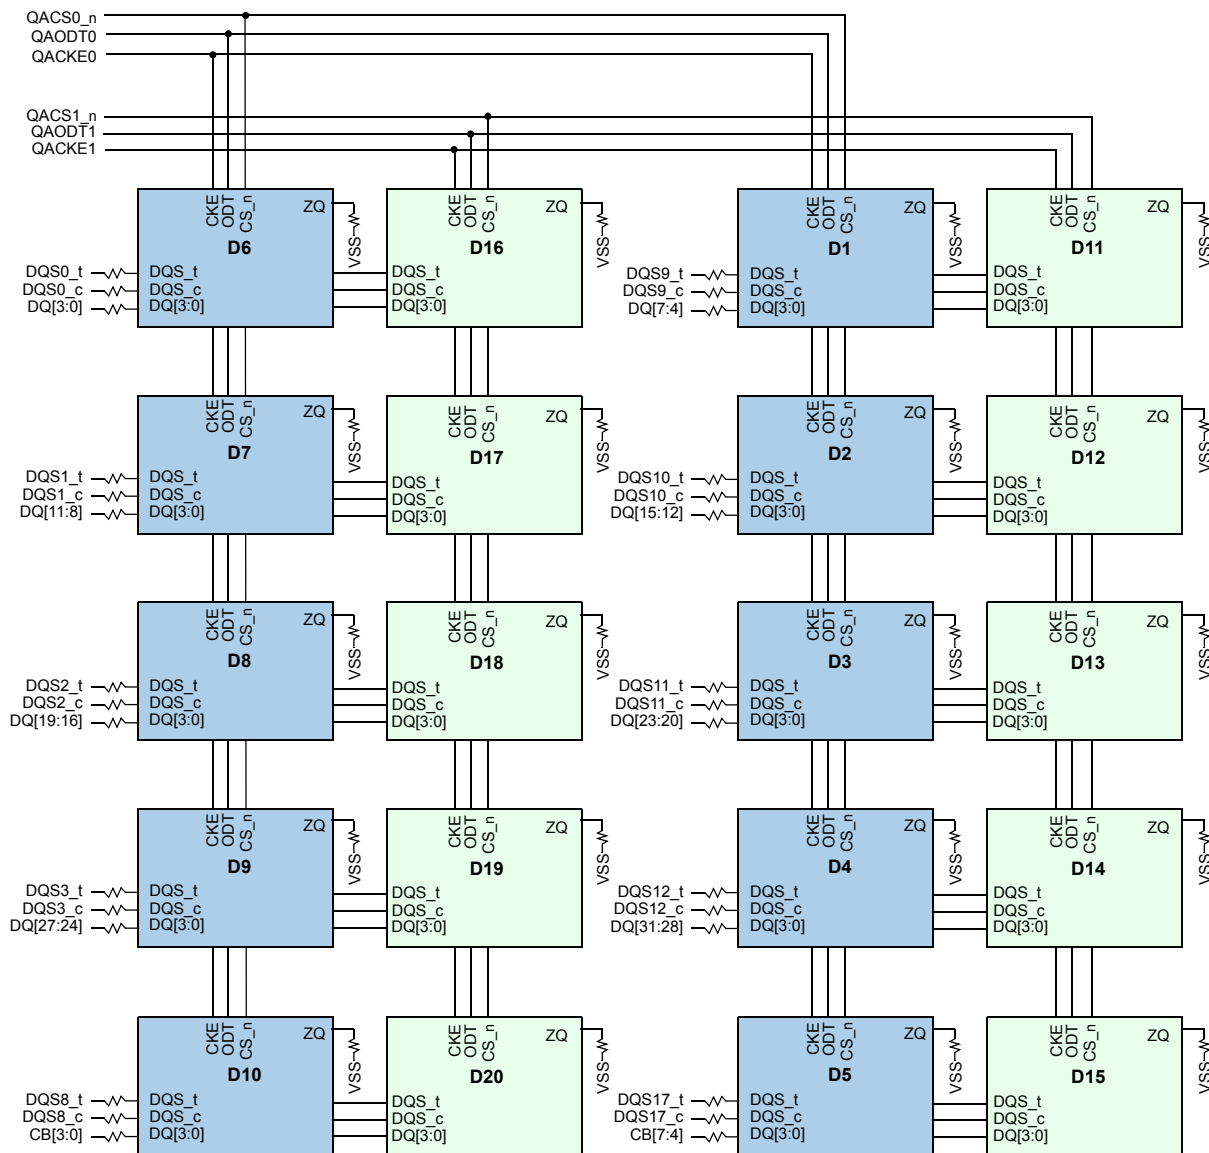 QACS0_n
QAODT0
QACKE0
QACS1_n
QAODT1
QACKE1
CKE ODT CS_n ZQ VSS
D6
DQS0_t DQS_t
DQS0_c DQS_c
DQ[3:0] DQ[3:0]
CKE ODT CS_n ZQ VSS
D16
DQS_t
DQS_c
DQ[3:0]
CKE ODT CS_n ZQ VSS
D1
DQS9_t DQS_t
DQS9_c DQS_c
DQ[7:4] DQ[3:0]
CKE ODT CS_n ZQ VSS
D11
DQS_t
DQS_c
DQ[3:0]
CKE ODT CS_n ZQ VSS
D7
DQS1_t DQS_t
DQS1_c DQS_c
DQ[11:8] DQ[3:0]
CKE ODT CS_n ZQ VSS
D17
DQS_t
DQS_c
DQ[3:0]
CKE ODT CS_n ZQ VSS
D2
DQS10_t DQS_t
DQS10_c DQS_c
DQ[15:12] DQ[3:0]
CKE ODT CS_n ZQ VSS
D12
DQS_t
DQS_c
DQ[3:0]
CKE ODT CS_n ZQ VSS
D8
DQS2_t DQS_t
DQS2_c DQS_c
DQ[19:16] DQ[3:0]
CKE ODT CS_n ZQ VSS
D18
DQS_t
DQS_c
DQ[3:0]
CKE ODT CS_n ZQ VSS
D3
DQS11_t DQS_t
DQS11_c DQS_c
DQ[23:20] DQ[3:0]
CKE ODT CS_n ZQ VSS
D13
DQS_t
DQS_c
DQ[3:0]
CKE ODT CS_n ZQ VSS
D9
DQS3_t DQS_t
DQS3_c DQS_c
DQ[27:24] DQ[3:0]
CKE ODT CS_n ZQ VSS
D19
DQS_t
DQS_c
DQ[3:0]
CKE ODT CS_n ZQ VSS
D4
DQS12_t DQS_t
DQS12_c DQS_c
DQ[31:28] DQ[3:0]
CKE ODT CS_n ZQ VSS
D14
DQS_t
DQS_c
DQ[3:0]
CKE ODT CS_n ZQ VSS
D10
DQS8_t DQS_t
DQS8_c DQS_c
CB[3:0] DQ[3:0]
CKE ODT CS_n ZQ VSS
D20
DQS_t
DQS_c
DQ[3:0]
CKE ODT CS_n ZQ VSS
D5
DQS17_t DQS_t
DQS17_c DQS_c
CB[7:4] DQ[3:0]
CKE ODT CS_n ZQ VSS
D15
DQS_t
DQS_c
DQ[3:0]